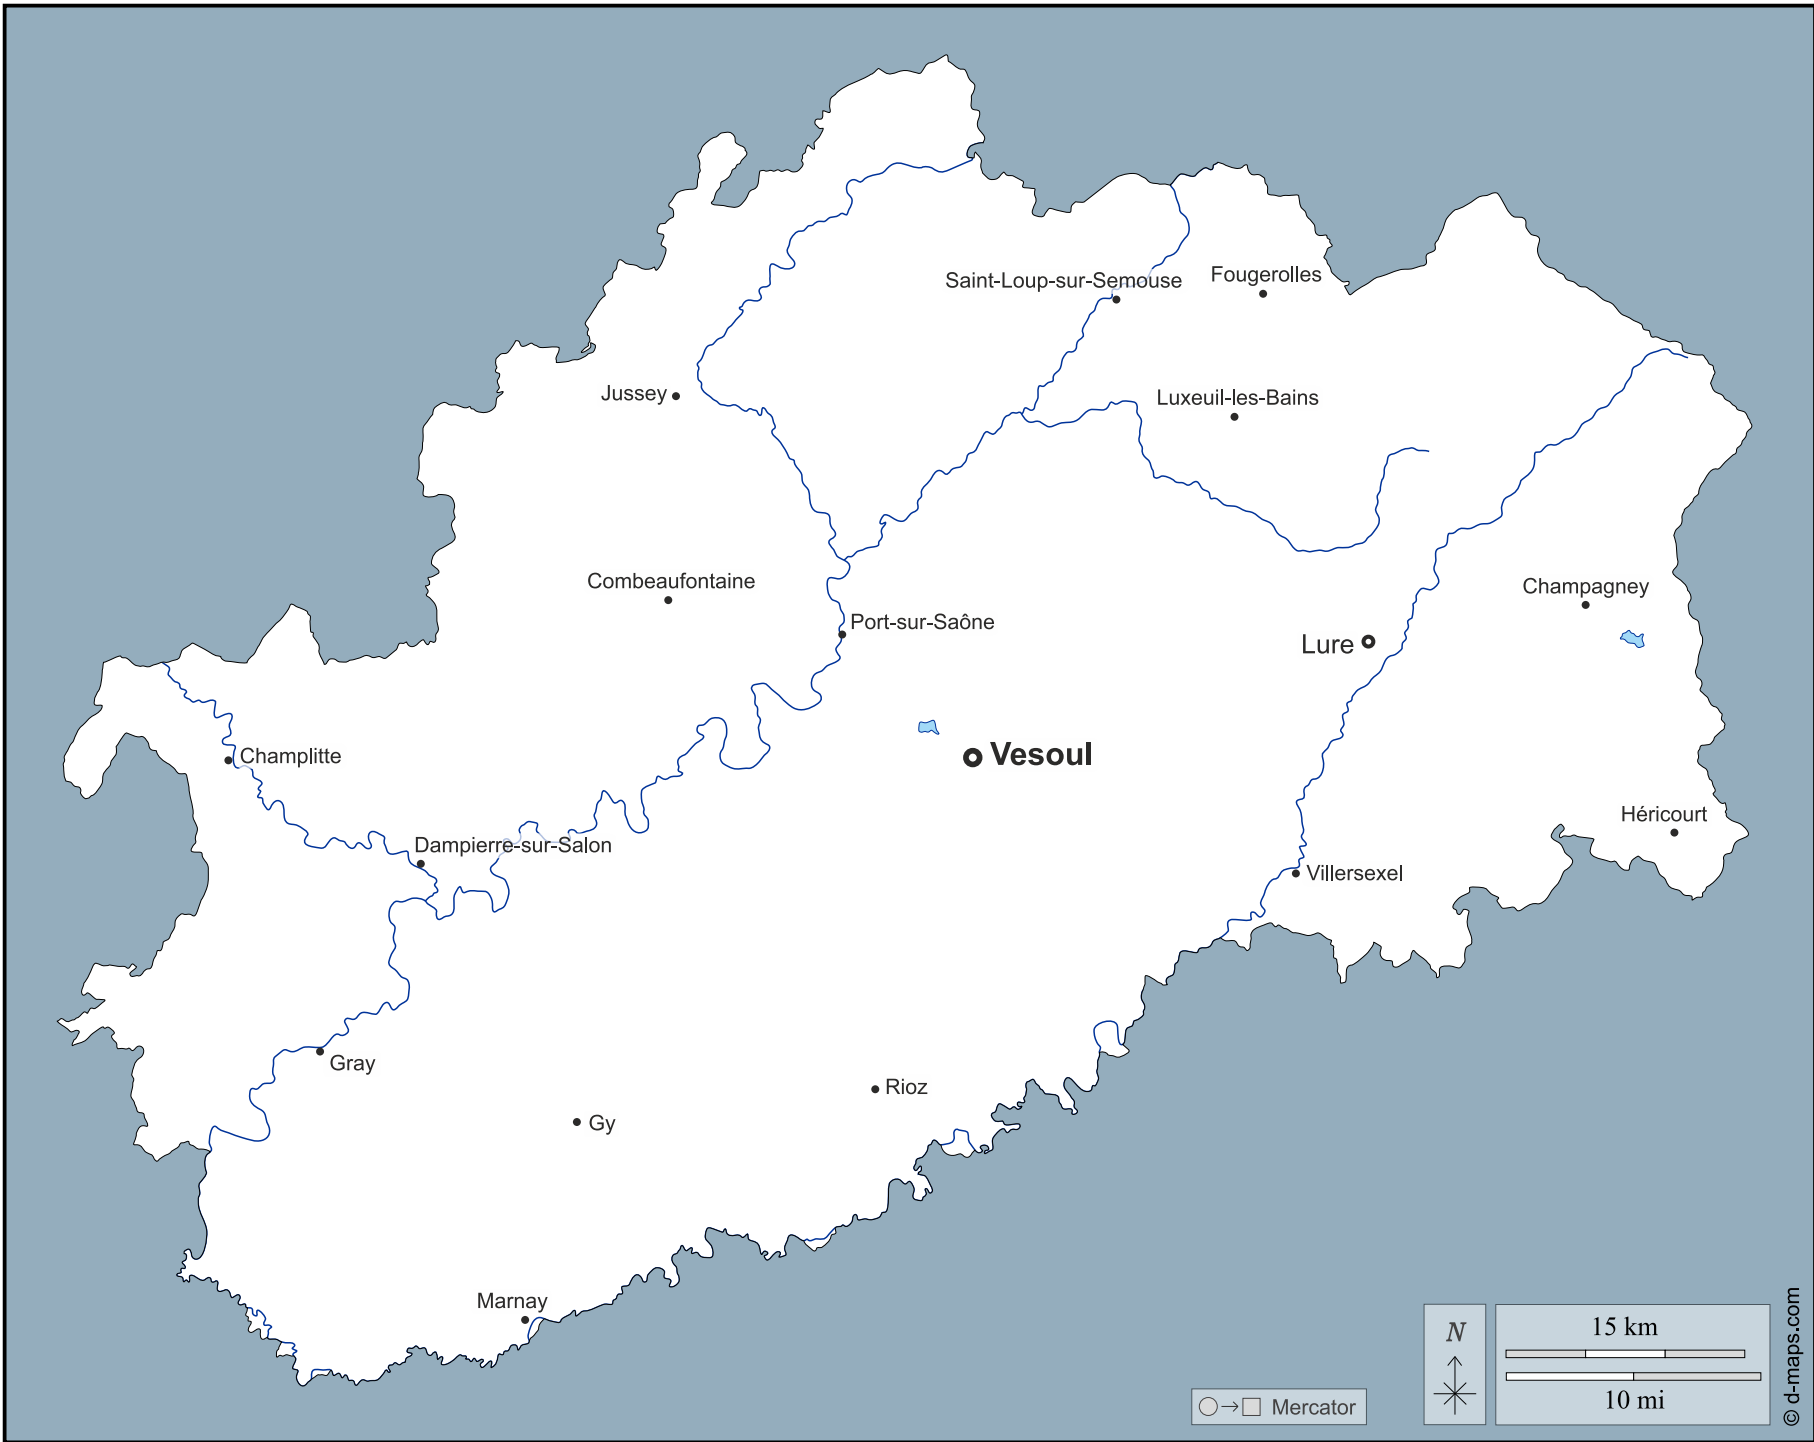 Fougerolles
Saint-Loup-sur-Semouse
Jussey
Luxeuil-les-Bains
Combeaufontaine
Champagney
Port-sur-Saône
Lure
Champlitte
Vesoul
Héricourt
Dampierre-sur-Salon
Villersexel
Gray
Rioz
Gy
Marnay
N
15 km
10 mi
Mercator
© d-maps.com